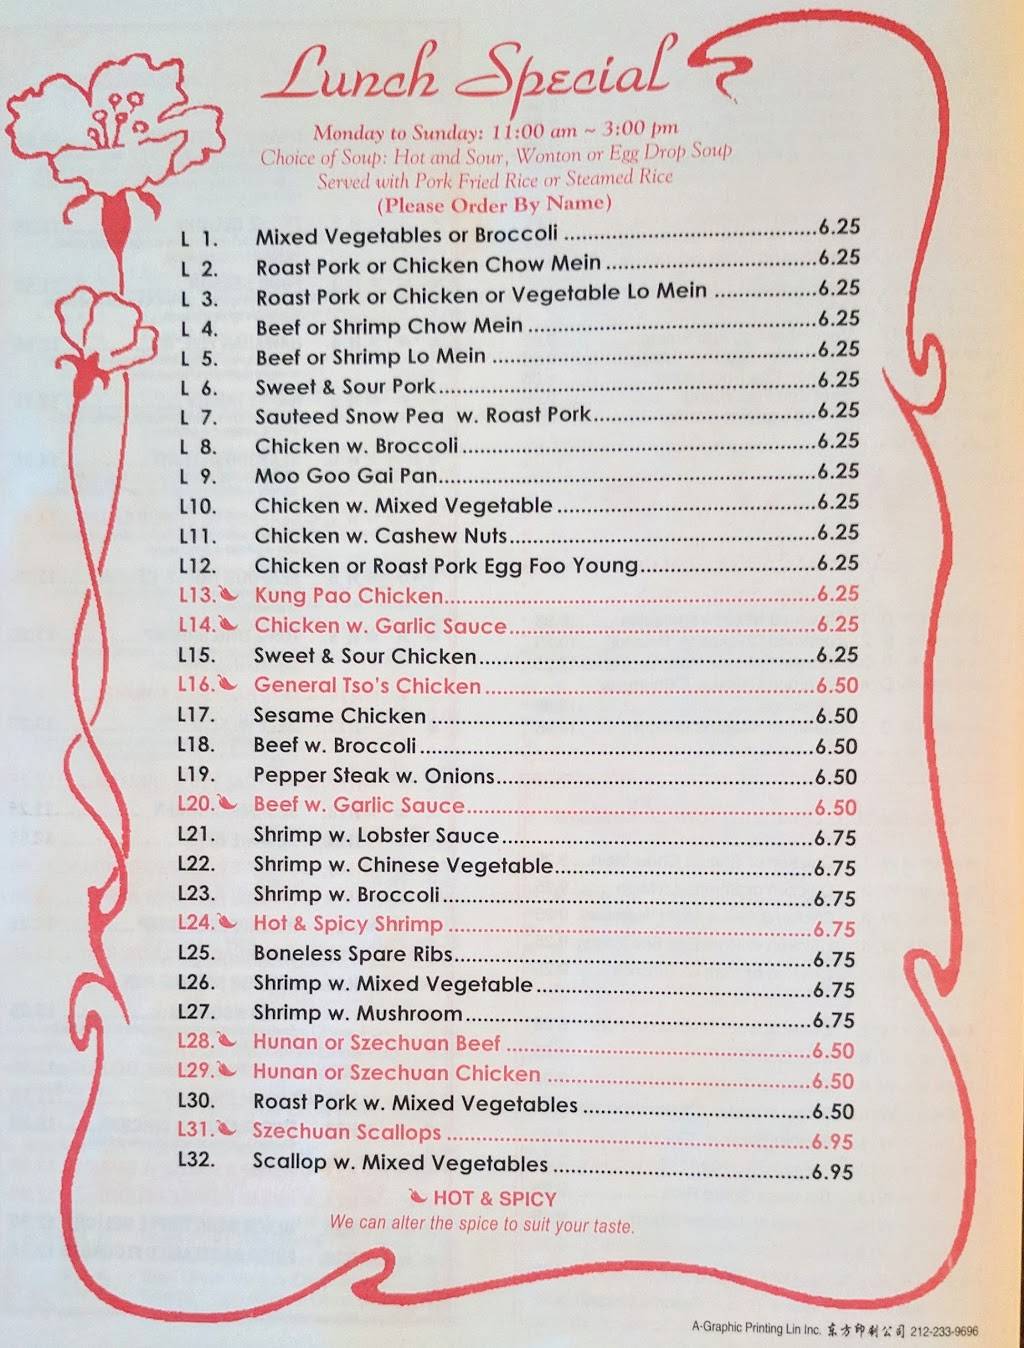 Lunch Special
Monday to Sunday: 11:00 am ~ 3:00 pm
Choice of Soup: Hot and Sour, Wonton or Egg Drop Soup
Served with Pork Fried Rice or Steamed Rice
(Please Order By Name)
L 1. Mixed Vegetables or Broccoli ........ 6.25
L 2. Roast Pork or Chicken Chow Mein ........ 6.25
L 3. Roast Pork or Chicken or Vegetable Lo Mein ........ 6.25
L 4. Beef or Shrimp Chow Mein ........ 6.25
L 5. Beef or Shrimp Lo Mein ........ 6.25
L 6. Sweet & Sour Pork ........ 6.25
L 7. Sauteed Snow Pea w. Roast Pork ........ 6.25
L 8. Chicken w. Broccoli ........ 6.25
L 9. Moo Goo Gai Pan ........ 6.25
L10. Chicken w. Mixed Vegetable ........ 6.25
L11. Chicken w. Cashew Nuts ........ 6.25
L12. Chicken or Roast Pork Egg Foo Young ........ 6.25
L13. Kung Pao Chicken ........ 6.25
L14. Chicken w. Garlic Sauce ........ 6.25
L15. Sweet & Sour Chicken ........ 6.25
L16. General Tso's Chicken ........ 6.50
L17. Sesame Chicken ........ 6.50
L18. Beef w. Broccoli ........ 6.50
L19. Pepper Steak w. Onions ........ 6.50
L20. Beef w. Garlic Sauce ........ 6.50
L21. Shrimp w. Lobster Sauce ........ 6.75
L22. Shrimp w. Chinese Vegetable ........ 6.75
L23. Shrimp w. Broccoli ........ 6.75
L24. Hot & Spicy Shrimp ........ 6.75
L25. Boneless Spare Ribs ........ 6.75
L26. Shrimp w. Mixed Vegetable ........ 6.75
L27. Shrimp w. Mushroom ........ 6.75
L28. Hunan or Szechuan Beef ........ 6.50
L29. Hunan or Szechuan Chicken ........ 6.50
L30. Roast Pork w. Mixed Vegetables ........ 6.50
L31. Szechuan Scallops ........ 6.95
L32. Scallop w. Mixed Vegetables ........ 6.95
HOT & SPICY
We can alter the spice to suit your taste.
A-Graphic Printing Lin Inc. 东方印刷公司 212-233-9696